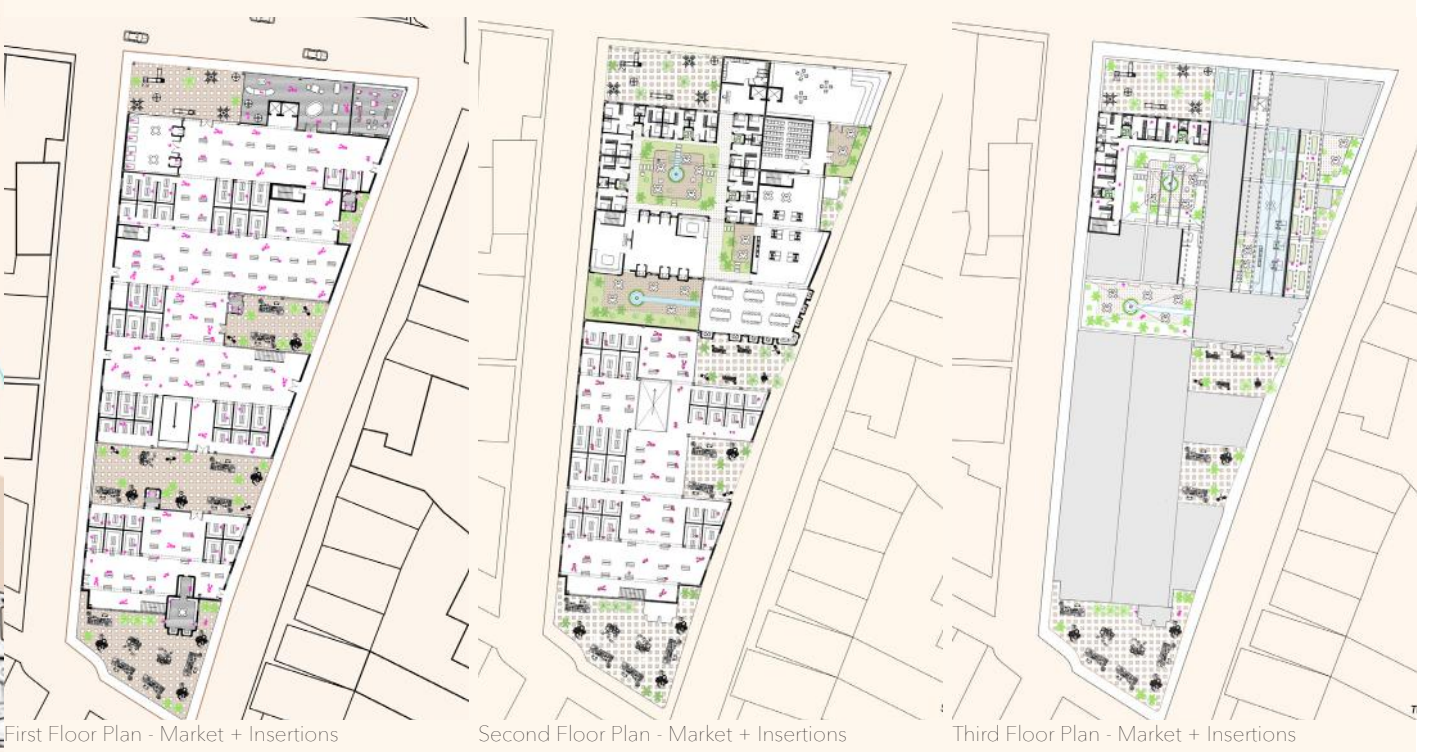 First Floor Plan - Market + Insertions
Second Floor Plan - Market + Insertions
Third Floor Plan - Market + Insertions